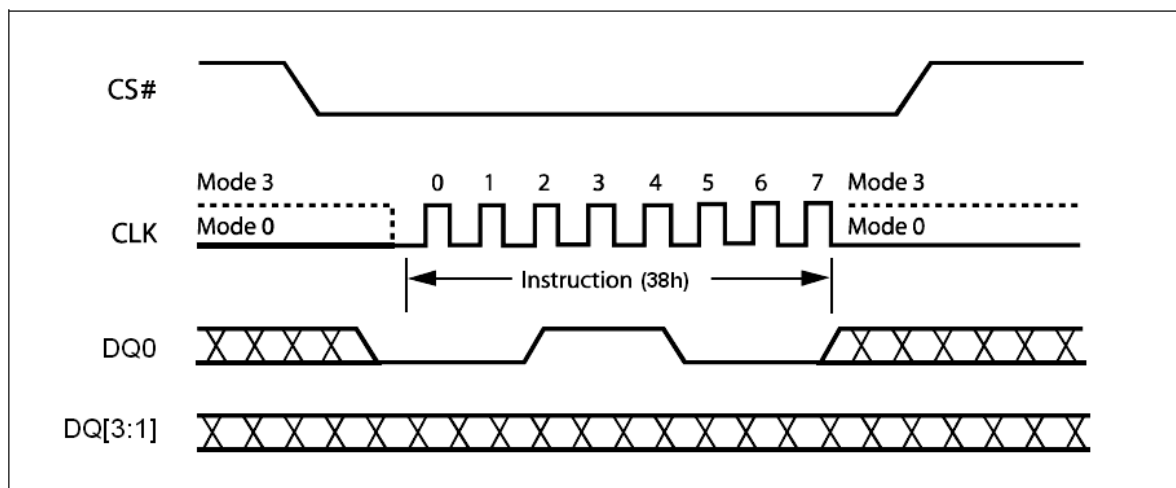 CS#
Mode 3 0 1 2 3 4 5 6 7 Mode 3
CLK Mode 0 Mode 0
Instruction (38h)
DQ0
DQ[3:1]